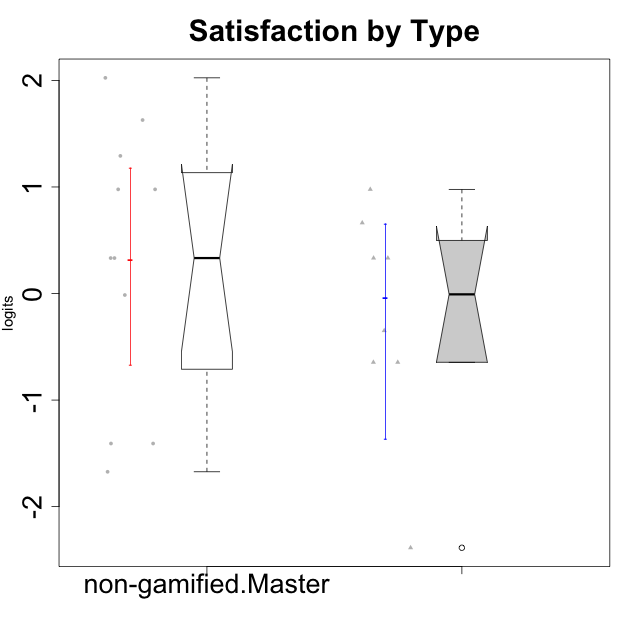 Satisfaction by Type
2
1
0
-1
-2
logits
non-gamified.Master